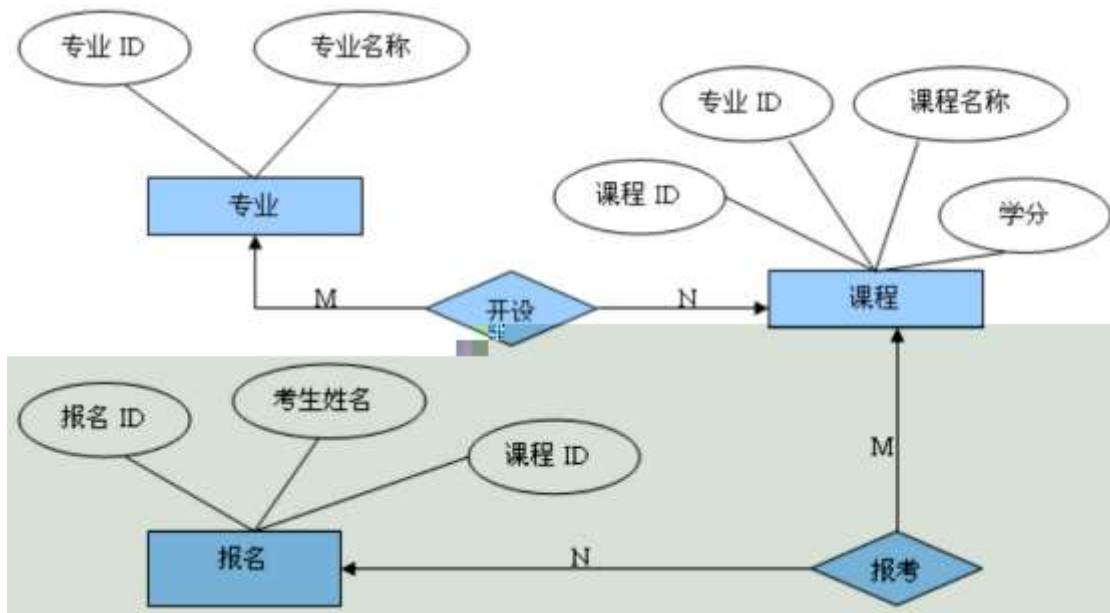 专业 ID
专业名称
专业 ID
课程名称
课程 ID
学分
专业
课程
M
开设
N
报名 ID
考生姓名
课程 ID
M
报名
N
报考